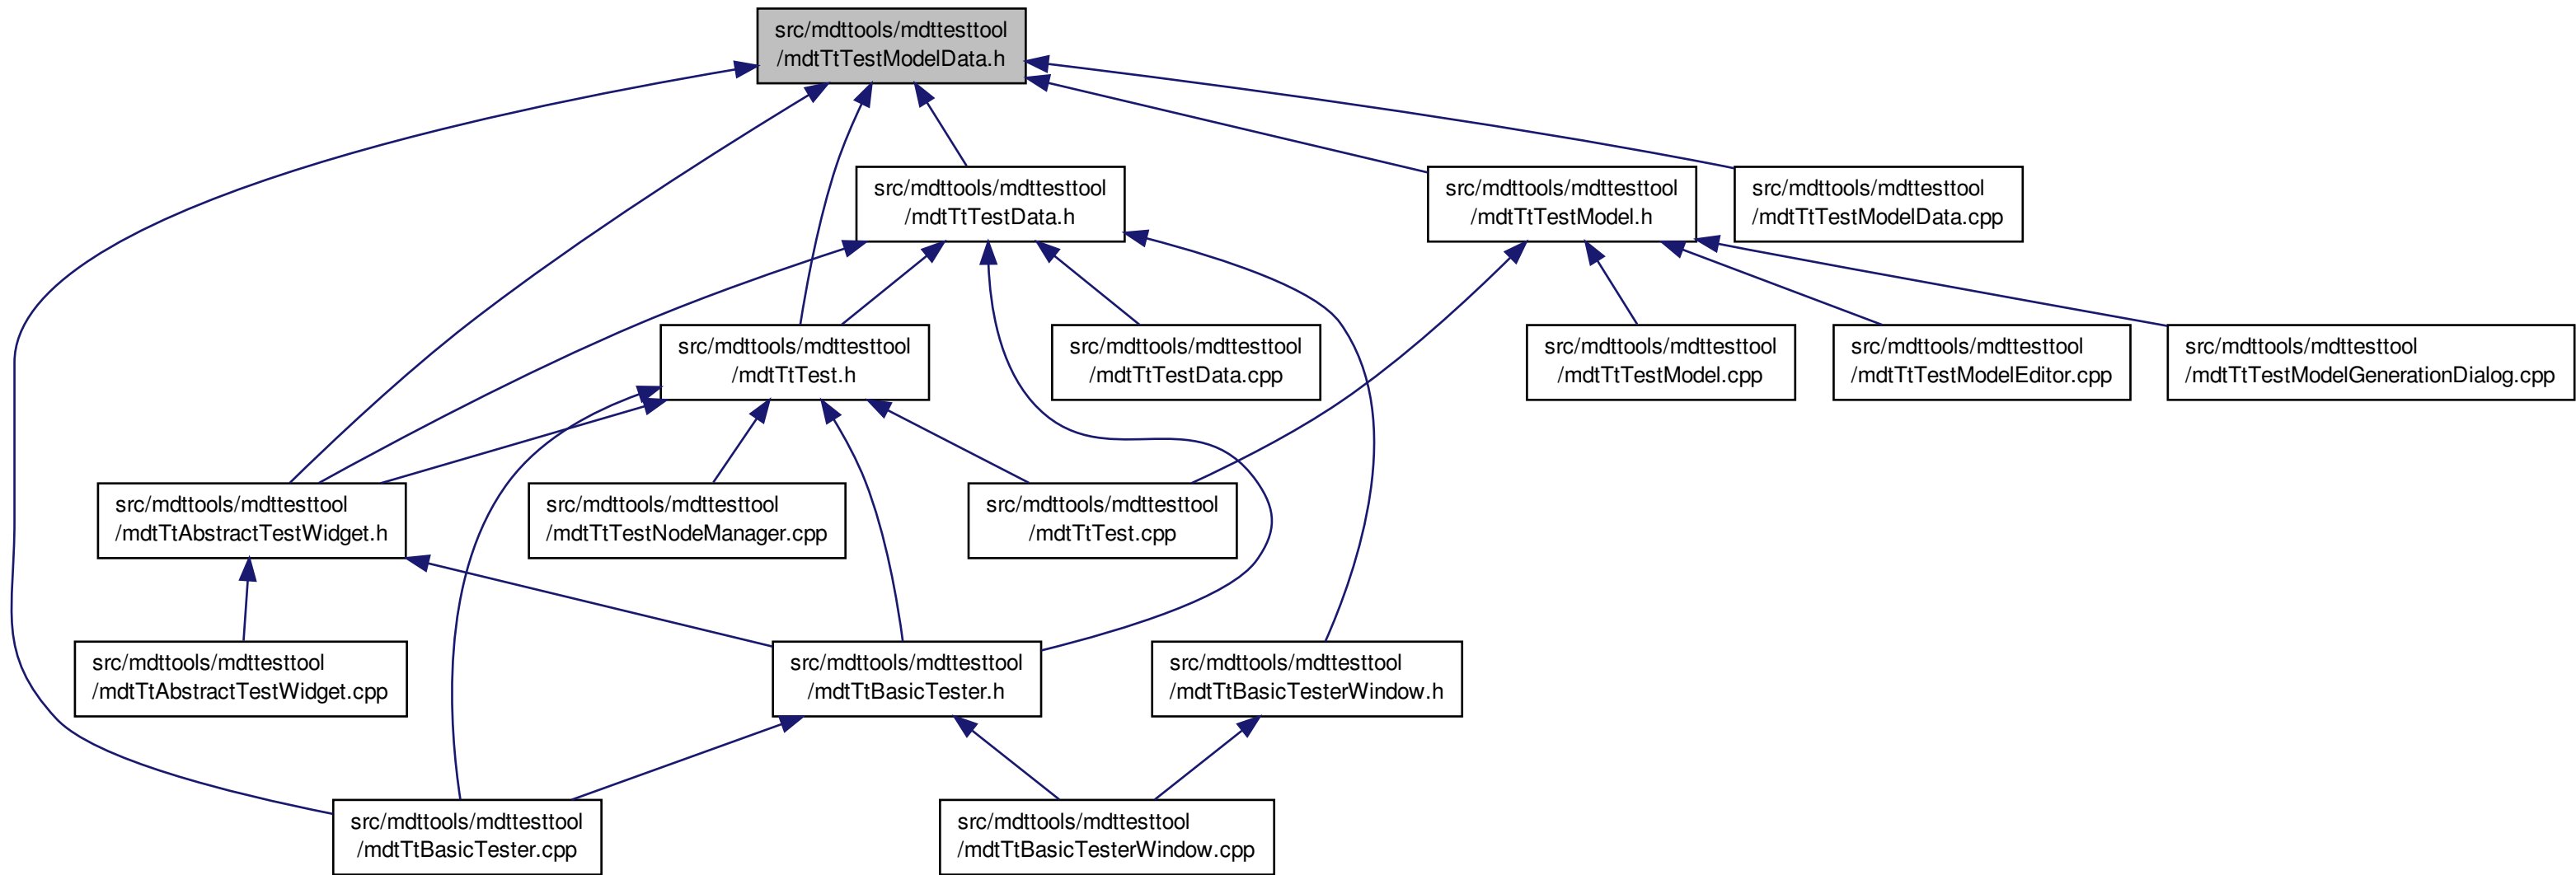 src/mdttools/mdttesttool
/mdtTtTestModelData.h
src/mdttools/mdttesttool
/mdtTtTestData.h
src/mdttools/mdttesttool
/mdtTtTestModel.h
src/mdttools/mdttesttool
/mdtTtTestModelData.cpp
src/mdttools/mdttesttool
/mdtTtTest.h
src/mdttools/mdttesttool
/mdtTtTestData.cpp
src/mdttools/mdttesttool
/mdtTtTestModel.cpp
src/mdttools/mdttesttool
/mdtTtTestModelEditor.cpp
src/mdttools/mdttesttool
/mdtTtTestModelGenerationDialog.cpp
src/mdttools/mdttesttool
/mdtTtAbstractTestWidget.h
src/mdttools/mdttesttool
/mdtTtTestNodeManager.cpp
src/mdttools/mdttesttool
/mdtTtTest.cpp
src/mdttools/mdttesttool
/mdtTtAbstractTestWidget.cpp
src/mdttools/mdttesttool
/mdtTtBasicTester.h
src/mdttools/mdttesttool
/mdtTtBasicTesterWindow.h
src/mdttools/mdttesttool
/mdtTtBasicTester.cpp
src/mdttools/mdttesttool
/mdtTtBasicTesterWindow.cpp